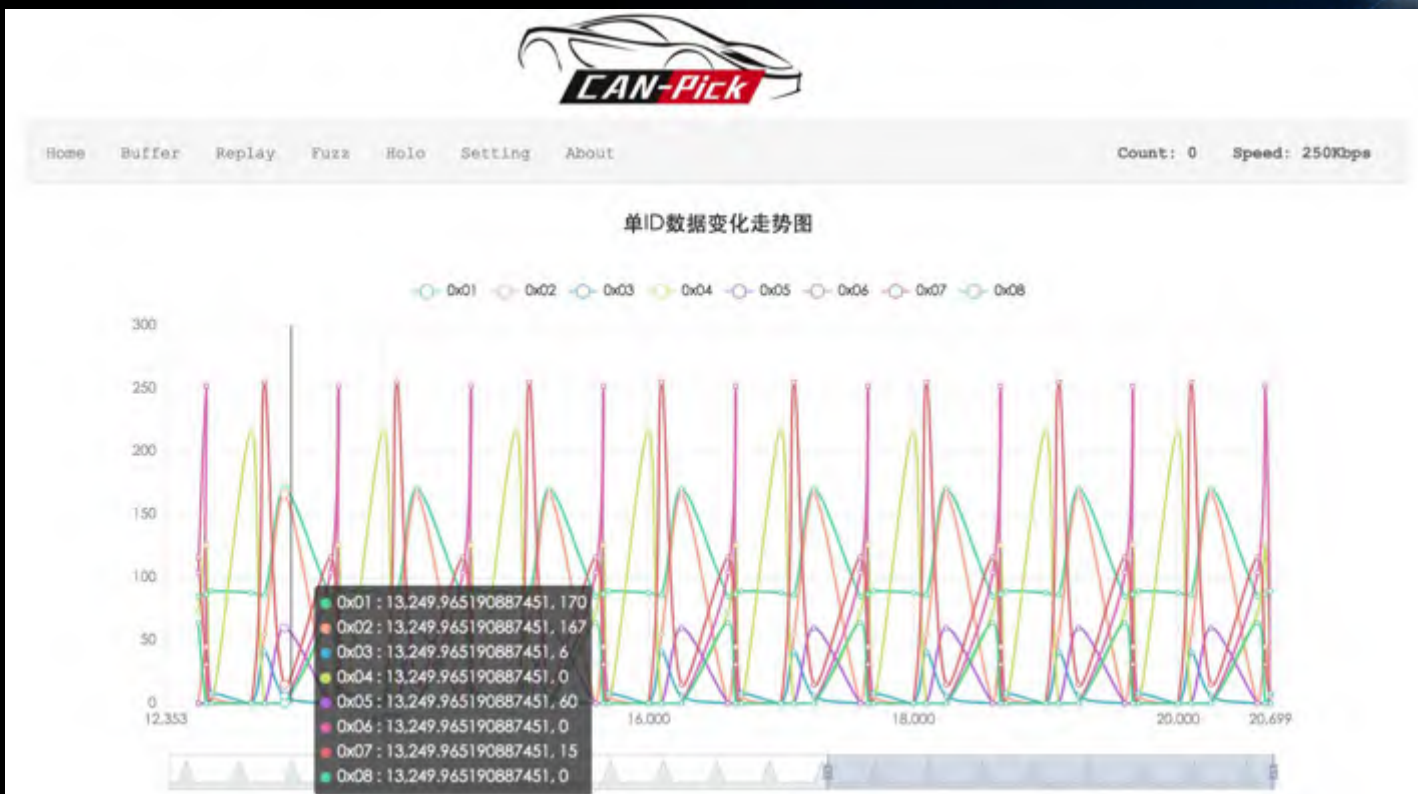 CAN-Pick
Home Buffer Replay Fuzz Holo Setting About Count: 0 Speed: 250Kbps
单ID数据变化走势图
0x01 0x02 0x03 0x04 0x05 0x06 0x07 0x08
300
250
200
150
100
50
0
12,353 16,000 18,000 20,000 20,699
0x01 : 13,249.965190887451, 170
0x02 : 13,249.965190887451, 167
0x03 : 13,249.965190887451, 6
0x04 : 13,249.965190887451, 0
0x05 : 13,249.965190887451, 60
0x06 : 13,249.965190887451, 0
0x07 : 13,249.965190887451, 15
0x08 : 13,249.965190887451, 0